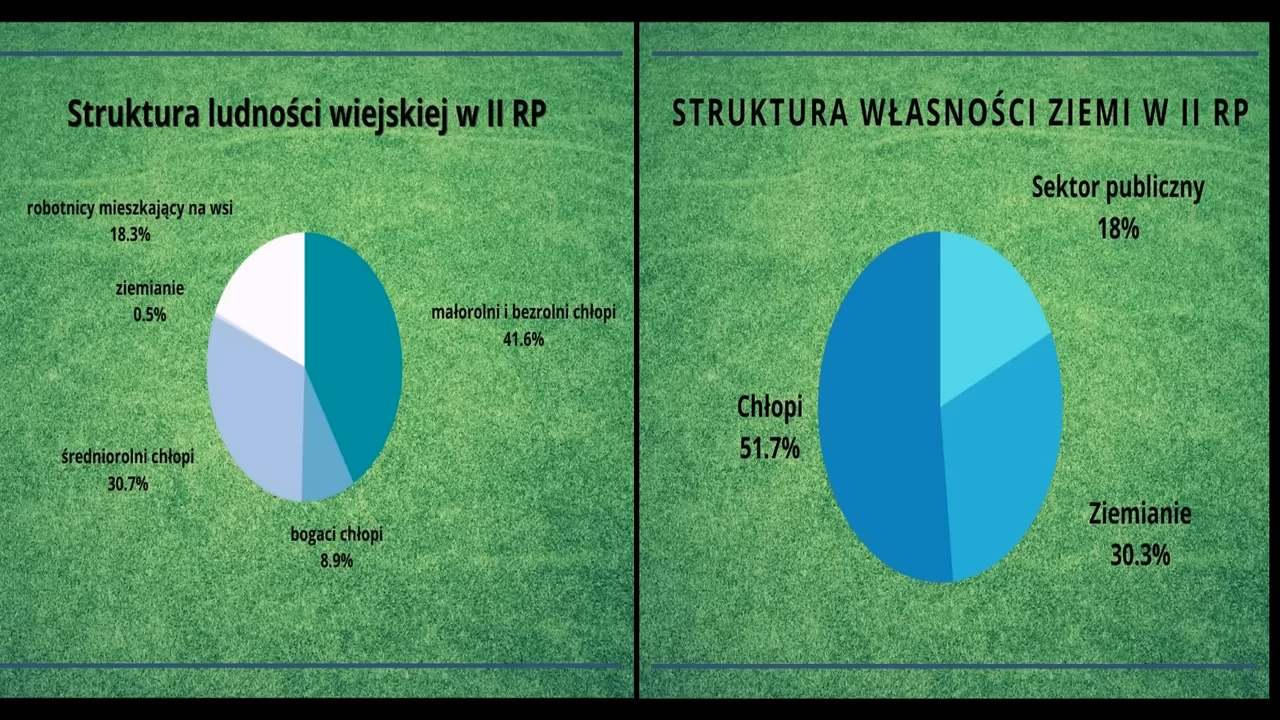 Struktura ludności wiejskiej w II RP
robotnicy mieszkający na wsi
18.3%
ziemianie
0.5%
małorolni i bezrolni chłopi
41.6%
średniorolni chłopi
30.7%
bogaci chłopi
8.9%
STRUKTURA WŁASNOŚCI ZIEMI W II RP
Sektor publiczny
18%
Chłopi
51.7%
Ziemianie
30.3%